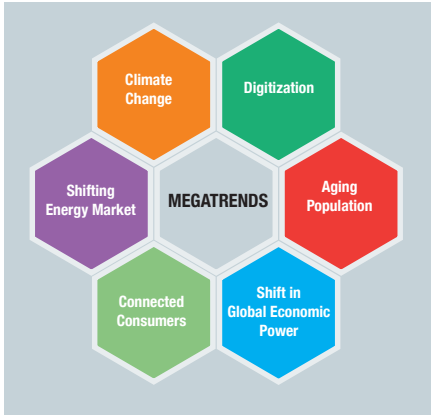 Climate
Change
Digitization
Shifting
Energy Market
MEGATRENDS
Aging
Population
Connected
Consumers
Shift in
Global Economic
Power